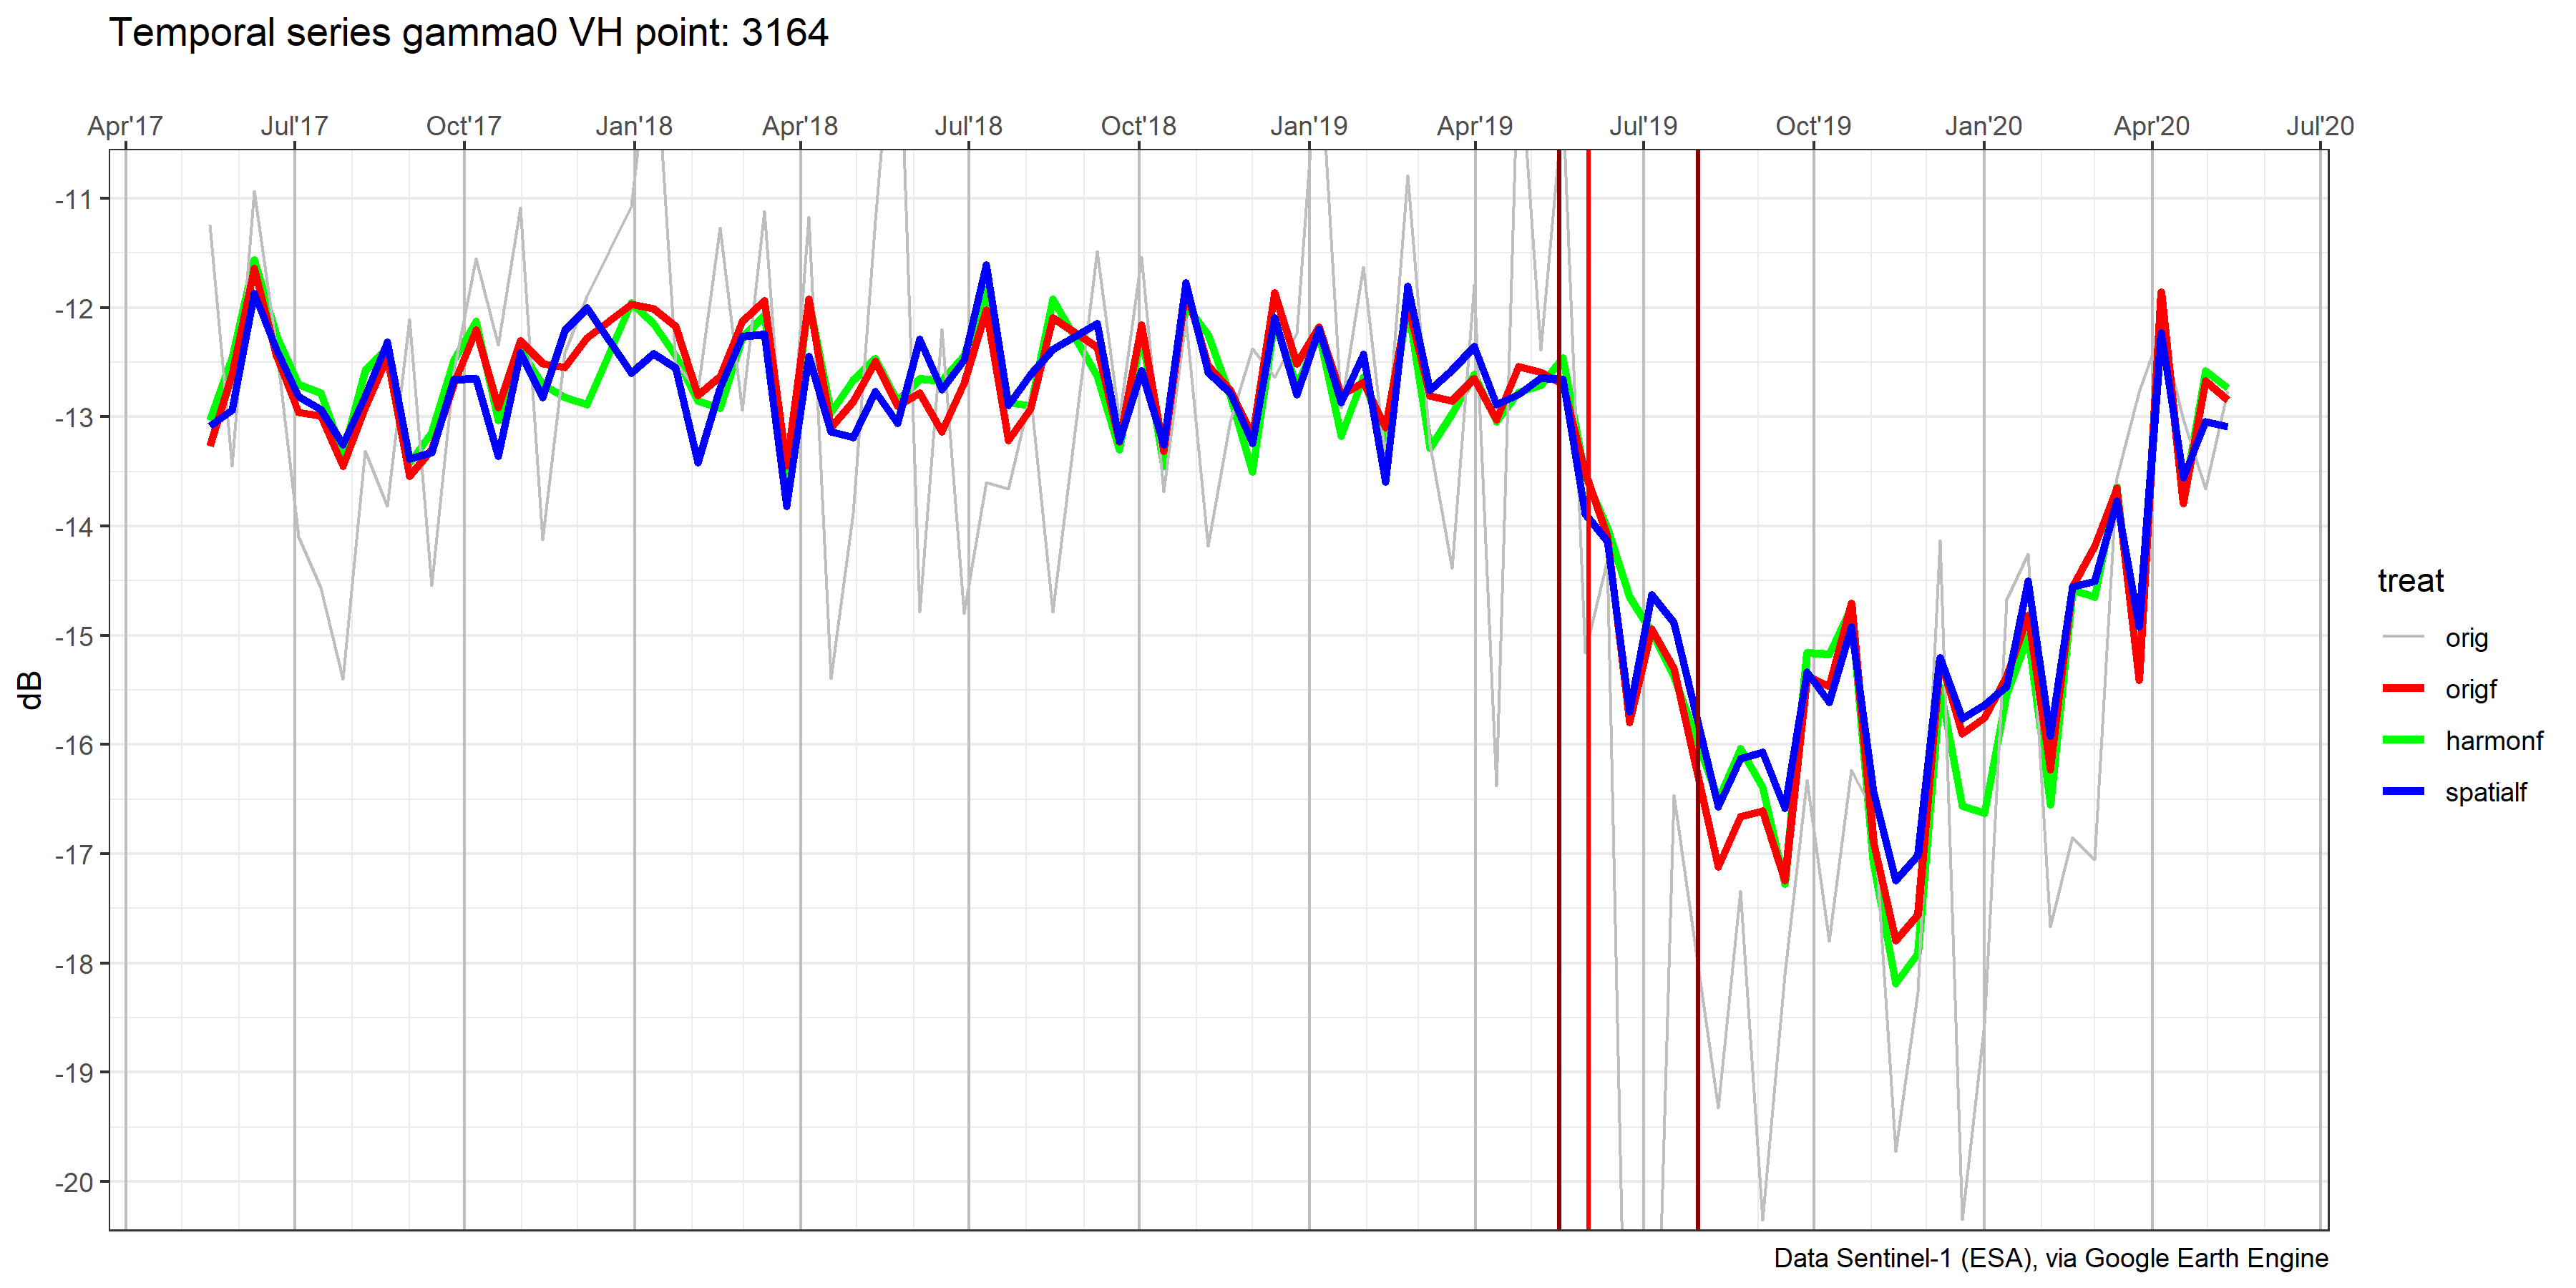 Temporal series gamma0 VH point: 3164
Apr'17 Jul'17 Oct'17 Jan'18 Apr'18 Jul'18 Oct'18 Jan'19 Apr'19 Jul'19 Oct'19 Jan'20 Apr'20 Jul'20
-11
-12
-13
-14
-15
-16
-17
-18
-19
-20
dB
treat
orig
origf
harmonf
spatialf
Data Sentinel-1 (ESA), via Google Earth Engine